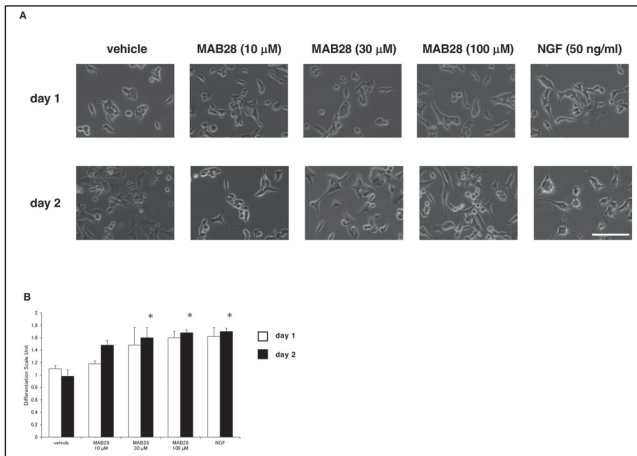 A
vehicle MAB28 (10 μM) MAB28 (30 μM) MAB28 (100 μM) NGF (50 ng/ml)
day 1
day 2
B
Differentiation Scale Unit
2
1.8
1.6
1.4
1.2
1
0.8
0.6
0.4
0.2
0
* * *
day 1
day 2
vehicle MAB28 MAB28 MAB28 NGF
10 μM 30 μM 100 μM